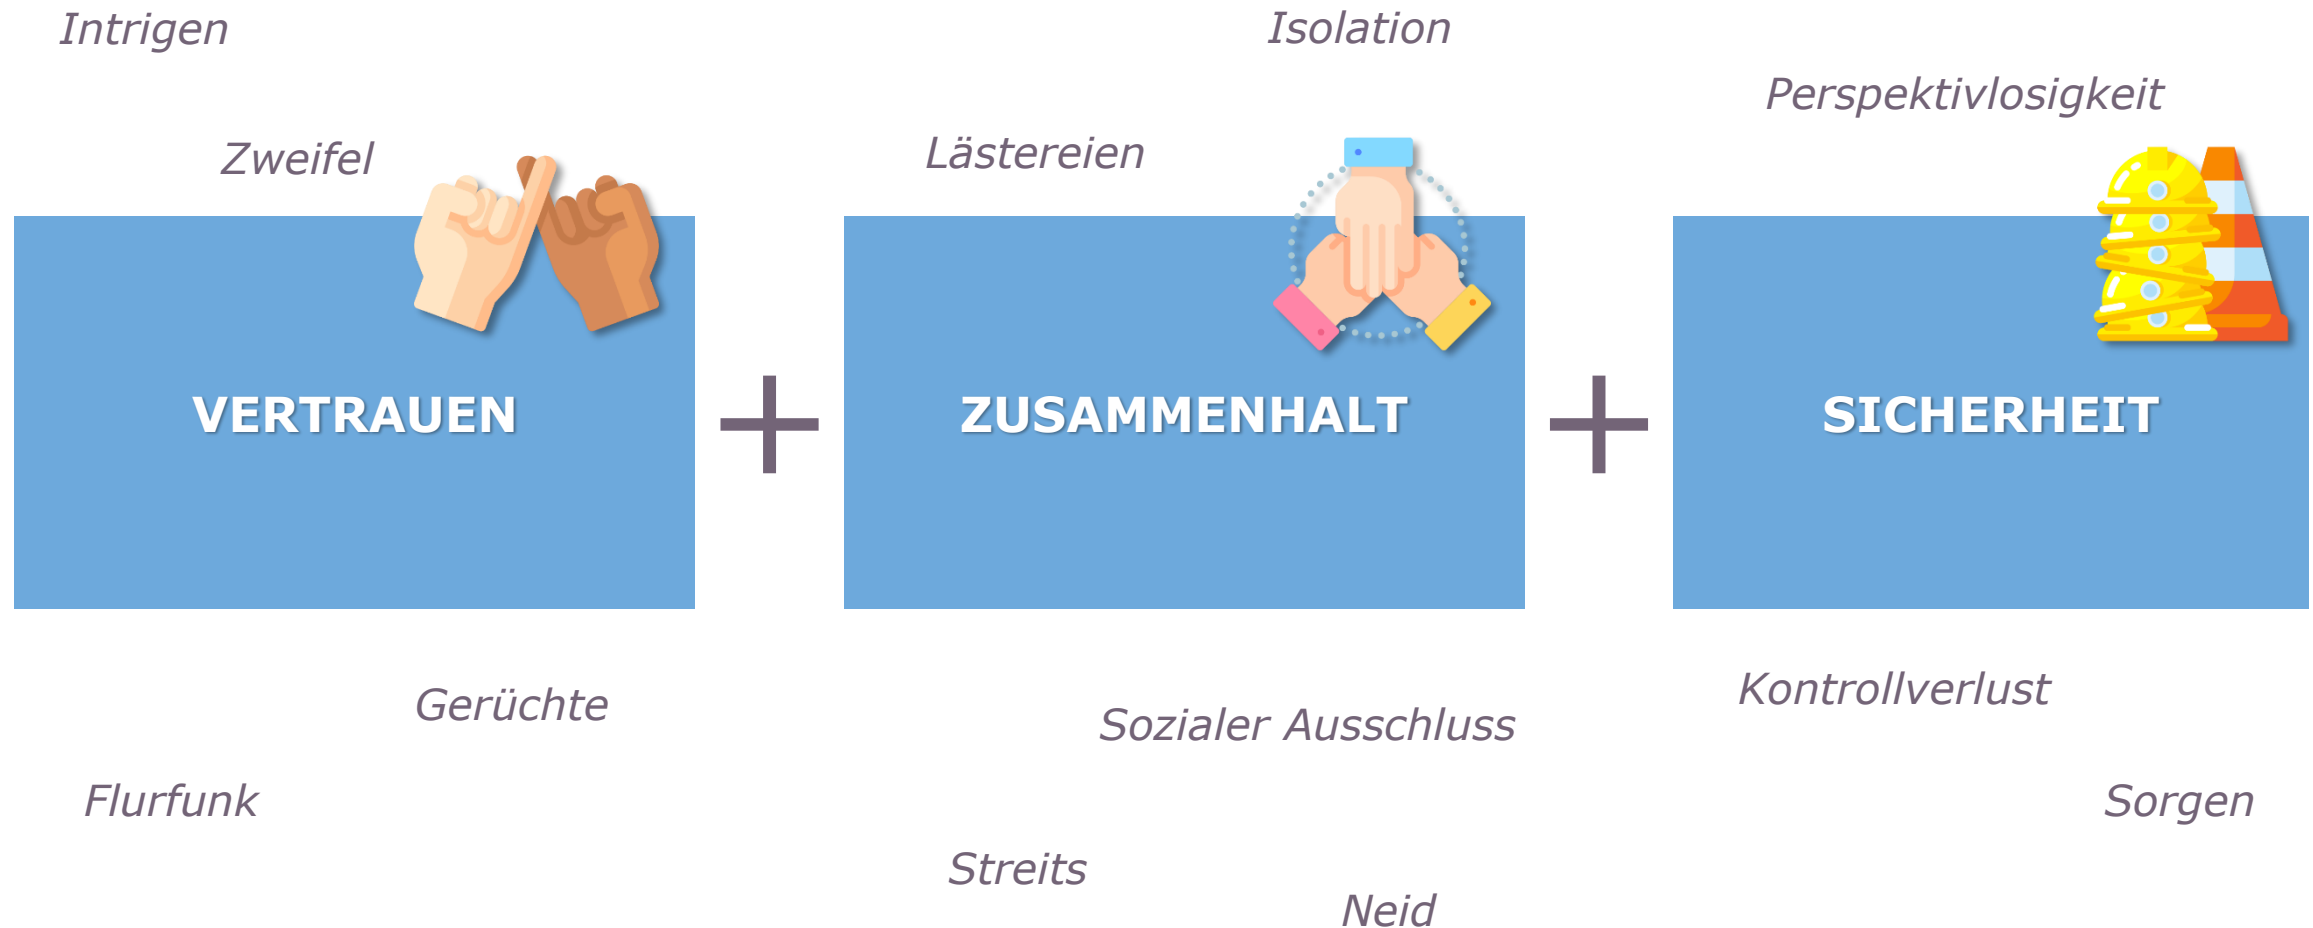 Intrigen
Isolation
Perspektivlosigkeit
Zweifel
Lästereien
VERTRAUEN
+
ZUSAMMENHALT
+
SICHERHEIT
Gerüchte
Sozialer Ausschluss
Kontrollverlust
Flurfunk
Sorgen
Streits
Neid